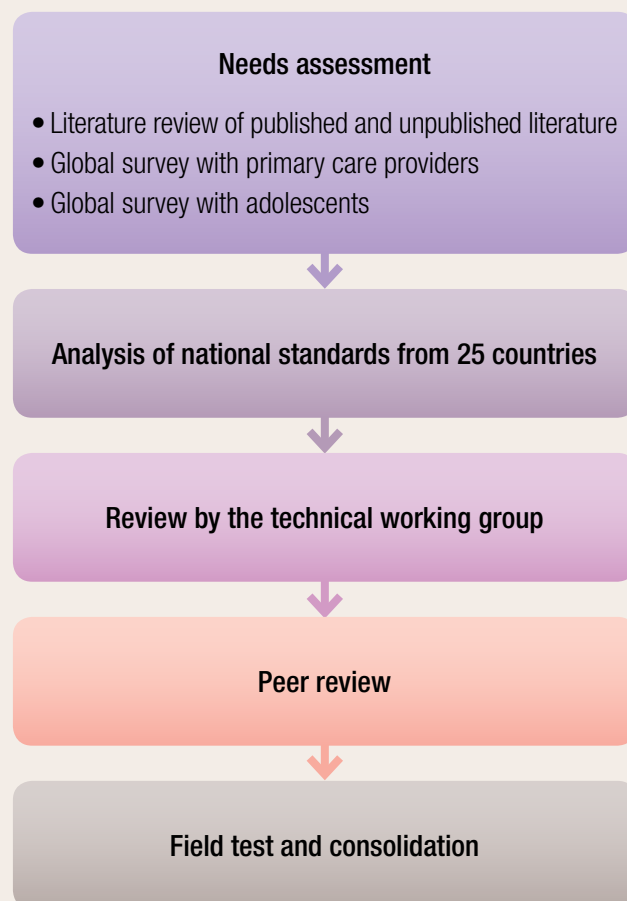 Needs assessment
• Literature review of published and unpublished literature
• Global survey with primary care providers
• Global survey with adolescents
Analysis of national standards from 25 countries
Review by the technical working group
Peer review
Field test and consolidation